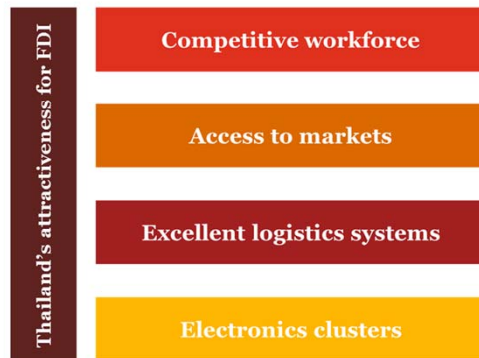 Thailand's attractiveness for FDI
Competitive workforce
Access to markets
Excellent logistics systems
Electronics clusters